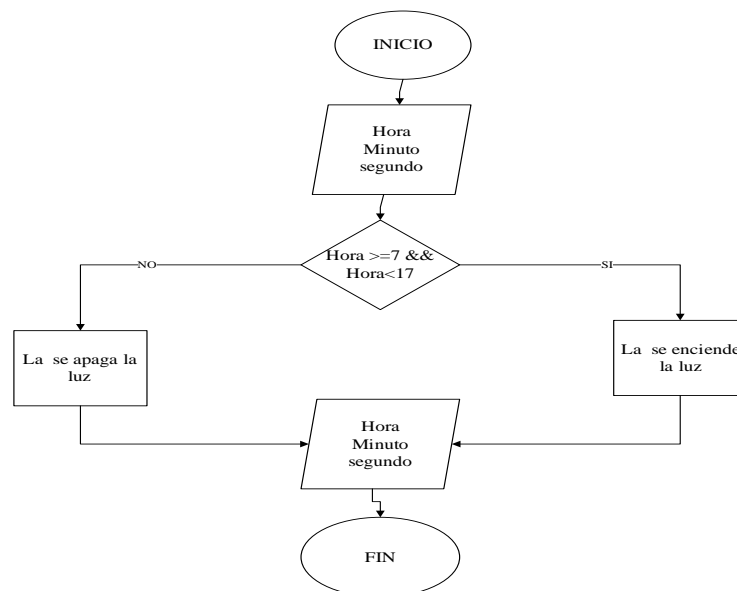 INICIO
Hora
Minuto
segundo
Hora >=7 &&
Hora<17
NO
SI
La se apaga la
luz
La se enciende
la luz
Hora
Minuto
segundo
FIN